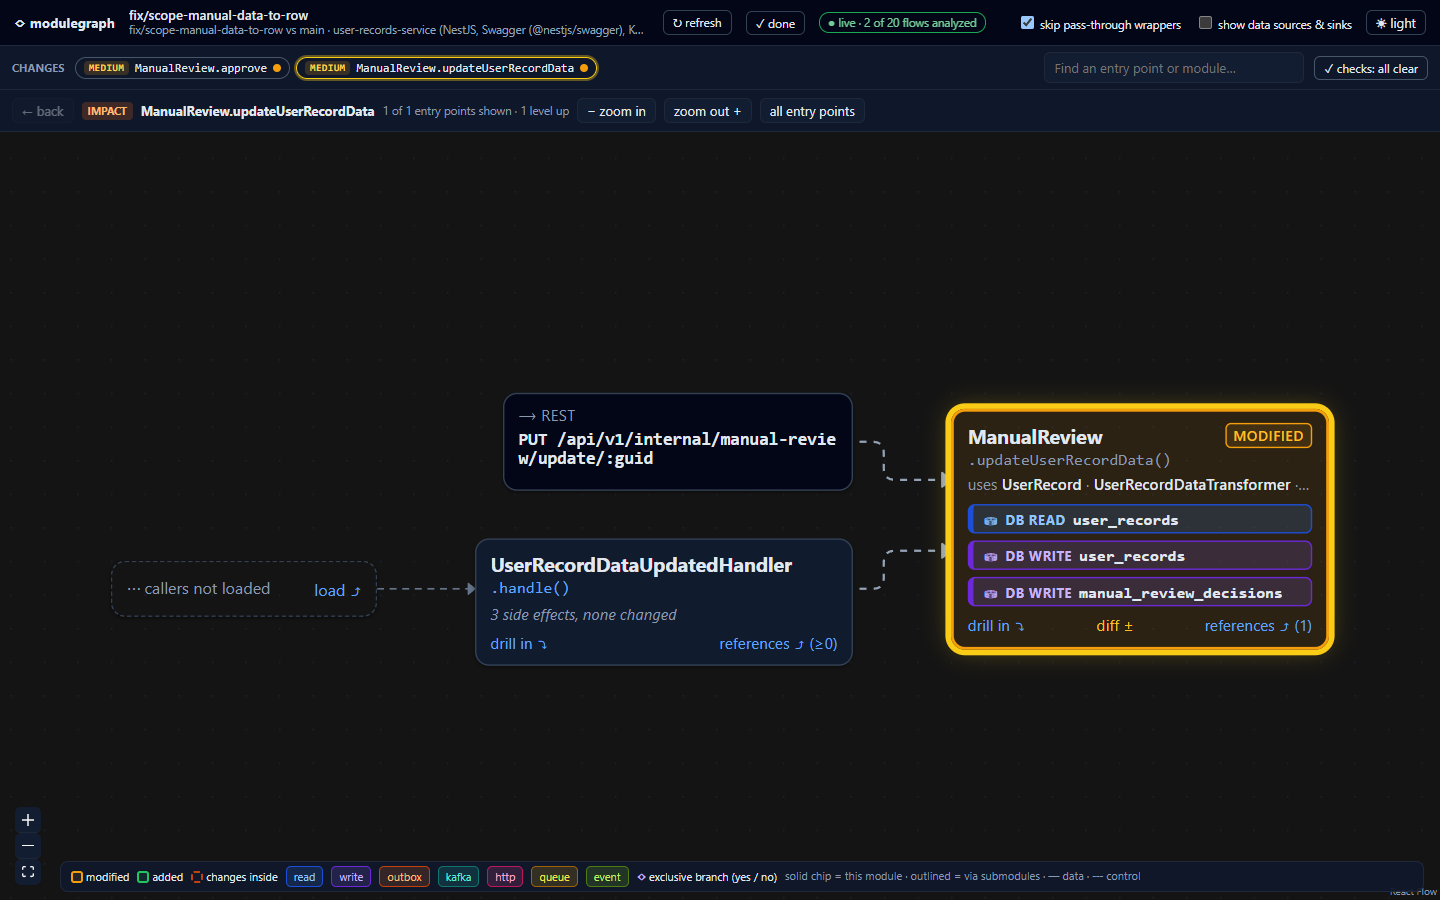 modulegraph
fix/scope-manual-data-to-row
fix/scope-manual-data-to-row vs main · user-records-service (NestJS, Swagger (@nestjs/swagger), K...
↻ refresh
✓ done
live · 2 of 20 flows analyzed
skip pass-through wrappers
show data sources & sinks
☀ light
CHANGES
MEDIUM ManualReview.approve
MEDIUM ManualReview.updateUserRecordData
Find an entry point or module...
✓ checks: all clear
← back
IMPACT
ManualReview.updateUserRecordData
1 of 1 entry points shown · 1 level up
− zoom in
zoom out +
all entry points
→ REST
PUT /api/v1/internal/manual-revie
w/update/:guid
ManualReview
MODIFIED
.updateUserRecordData()
uses UserRecord · UserRecordDataTransformer ·...
DB READ user_records
DB WRITE user_records
DB WRITE manual_review_decisions
drill in ⤵
diff ±
references ⤴ (1)
··· callers not loaded
load ⤴
UserRecordDataUpdatedHandler
.handle()
3 side effects, none changed
drill in ⤵
references ⤴ (≥0)
modified
added
changes inside
read
write
outbox
kafka
http
queue
event
exclusive branch (yes / no)
solid chip = this module · outlined = via submodules · — data · --- control
React Flow